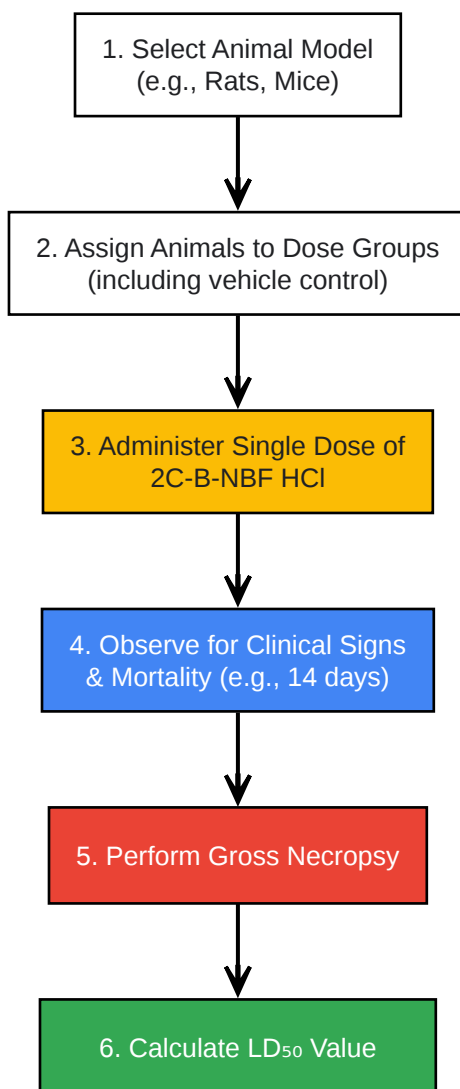 1. Select Animal Model
(e.g., Rats, Mice)
2. Assign Animals to Dose Groups
(including vehicle control)
3. Administer Single Dose of
2C-B-NBF HCl
4. Observe for Clinical Signs
& Mortality (e.g., 14 days)
5. Perform Gross Necropsy
6. Calculate LD₅₀ Value